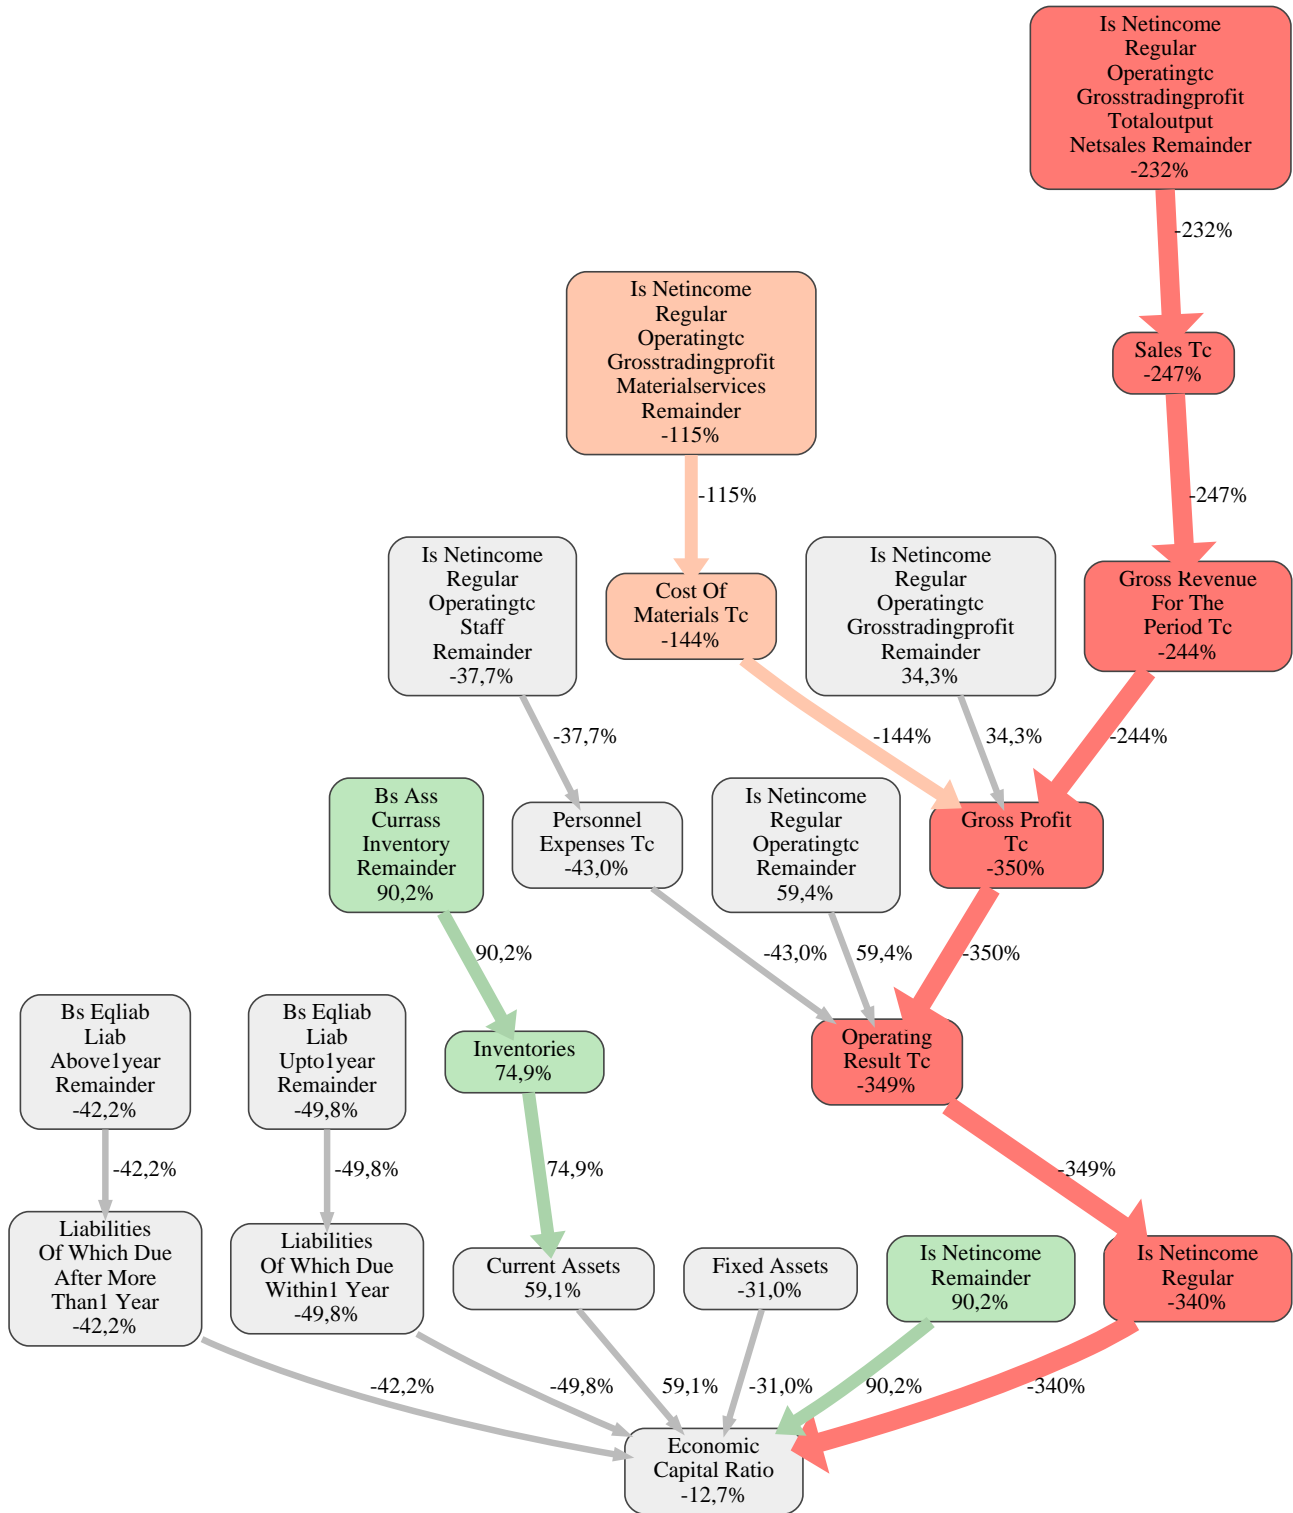 Is Netincome
Regular
Operatingtc
Grosstradingprofit
Totaloutput
Netsales Remainder
-232%
-232%
Is Netincome
Regular
Operatingtc
Grosstradingprofit
Materialservices
Remainder
-115%
Sales Tc
-247%
-115%
-247%
Is Netincome
Regular
Operatingtc
Staff
Remainder
-37,7%
Cost Of
Materials Tc
-144%
Is Netincome
Regular
Operatingtc
Grosstradingprofit
Remainder
34,3%
Gross Revenue
For The
Period Tc
-244%
-37,7%
-144%
34,3%
-244%
Bs Ass
Currass
Inventory
Remainder
90,2%
Personnel
Expenses Tc
-43,0%
Is Netincome
Regular
Operatingtc
Remainder
59,4%
Gross Profit
Tc
-350%
90,2%
-43,0%
59,4%
-350%
Bs Eqliab
Liab
Above1year
Remainder
-42,2%
Bs Eqliab
Liab
Upto1year
Remainder
-49,8%
Inventories
74,9%
Operating
Result Tc
-349%
-42,2%
-49,8%
74,9%
-349%
Liabilities
Of Which Due
After More
Than1 Year
-42,2%
Liabilities
Of Which Due
Within1 Year
-49,8%
Current Assets
59,1%
Fixed Assets
-31,0%
Is Netincome
Remainder
90,2%
Is Netincome
Regular
-340%
-42,2%
-49,8%
59,1%
-31,0%
90,2%
-340%
Economic
Capital Ratio
-12,7%